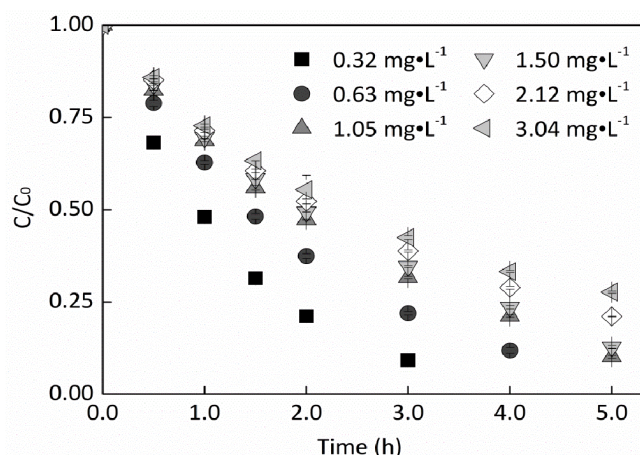 1.00
0.32 mg•L⁻¹ 1.50 mg•L⁻¹
0.63 mg•L⁻¹ 2.12 mg•L⁻¹
0.75
1.05 mg•L⁻¹ 3.04 mg•L⁻¹
C/C₀
0.50
0.25
0.00
0.0 1.0 2.0 3.0 4.0 5.0
Time (h)